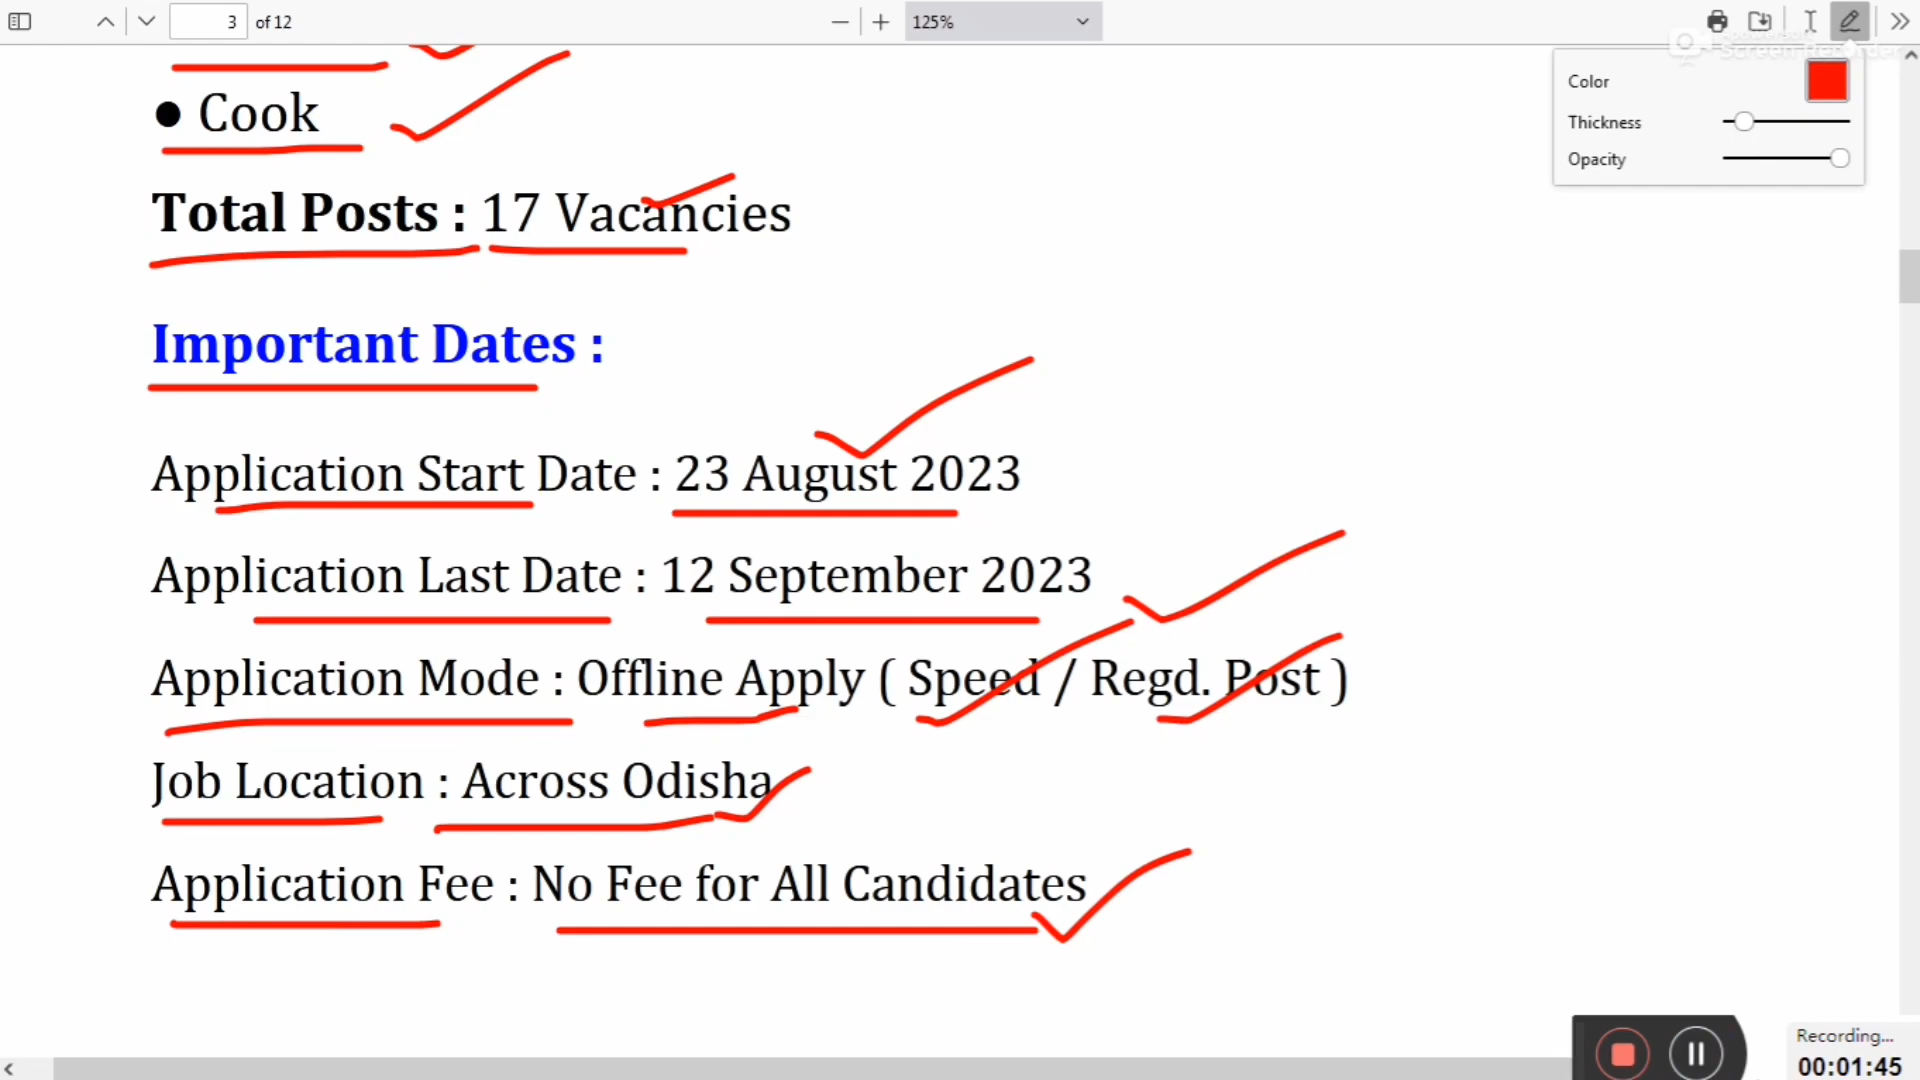 3 of 12
125%
Screen Recorder
Color
Thickness
Opacity
● Cook
Total Posts : 17 Vacancies
Important Dates :
Application Start Date : 23 August 2023
Application Last Date : 12 September 2023
Application Mode : Offline Apply ( Speed / Regd. Post )
Job Location : Across Odisha
Application Fee : No Fee for All Candidates
Recording...
00:01:45